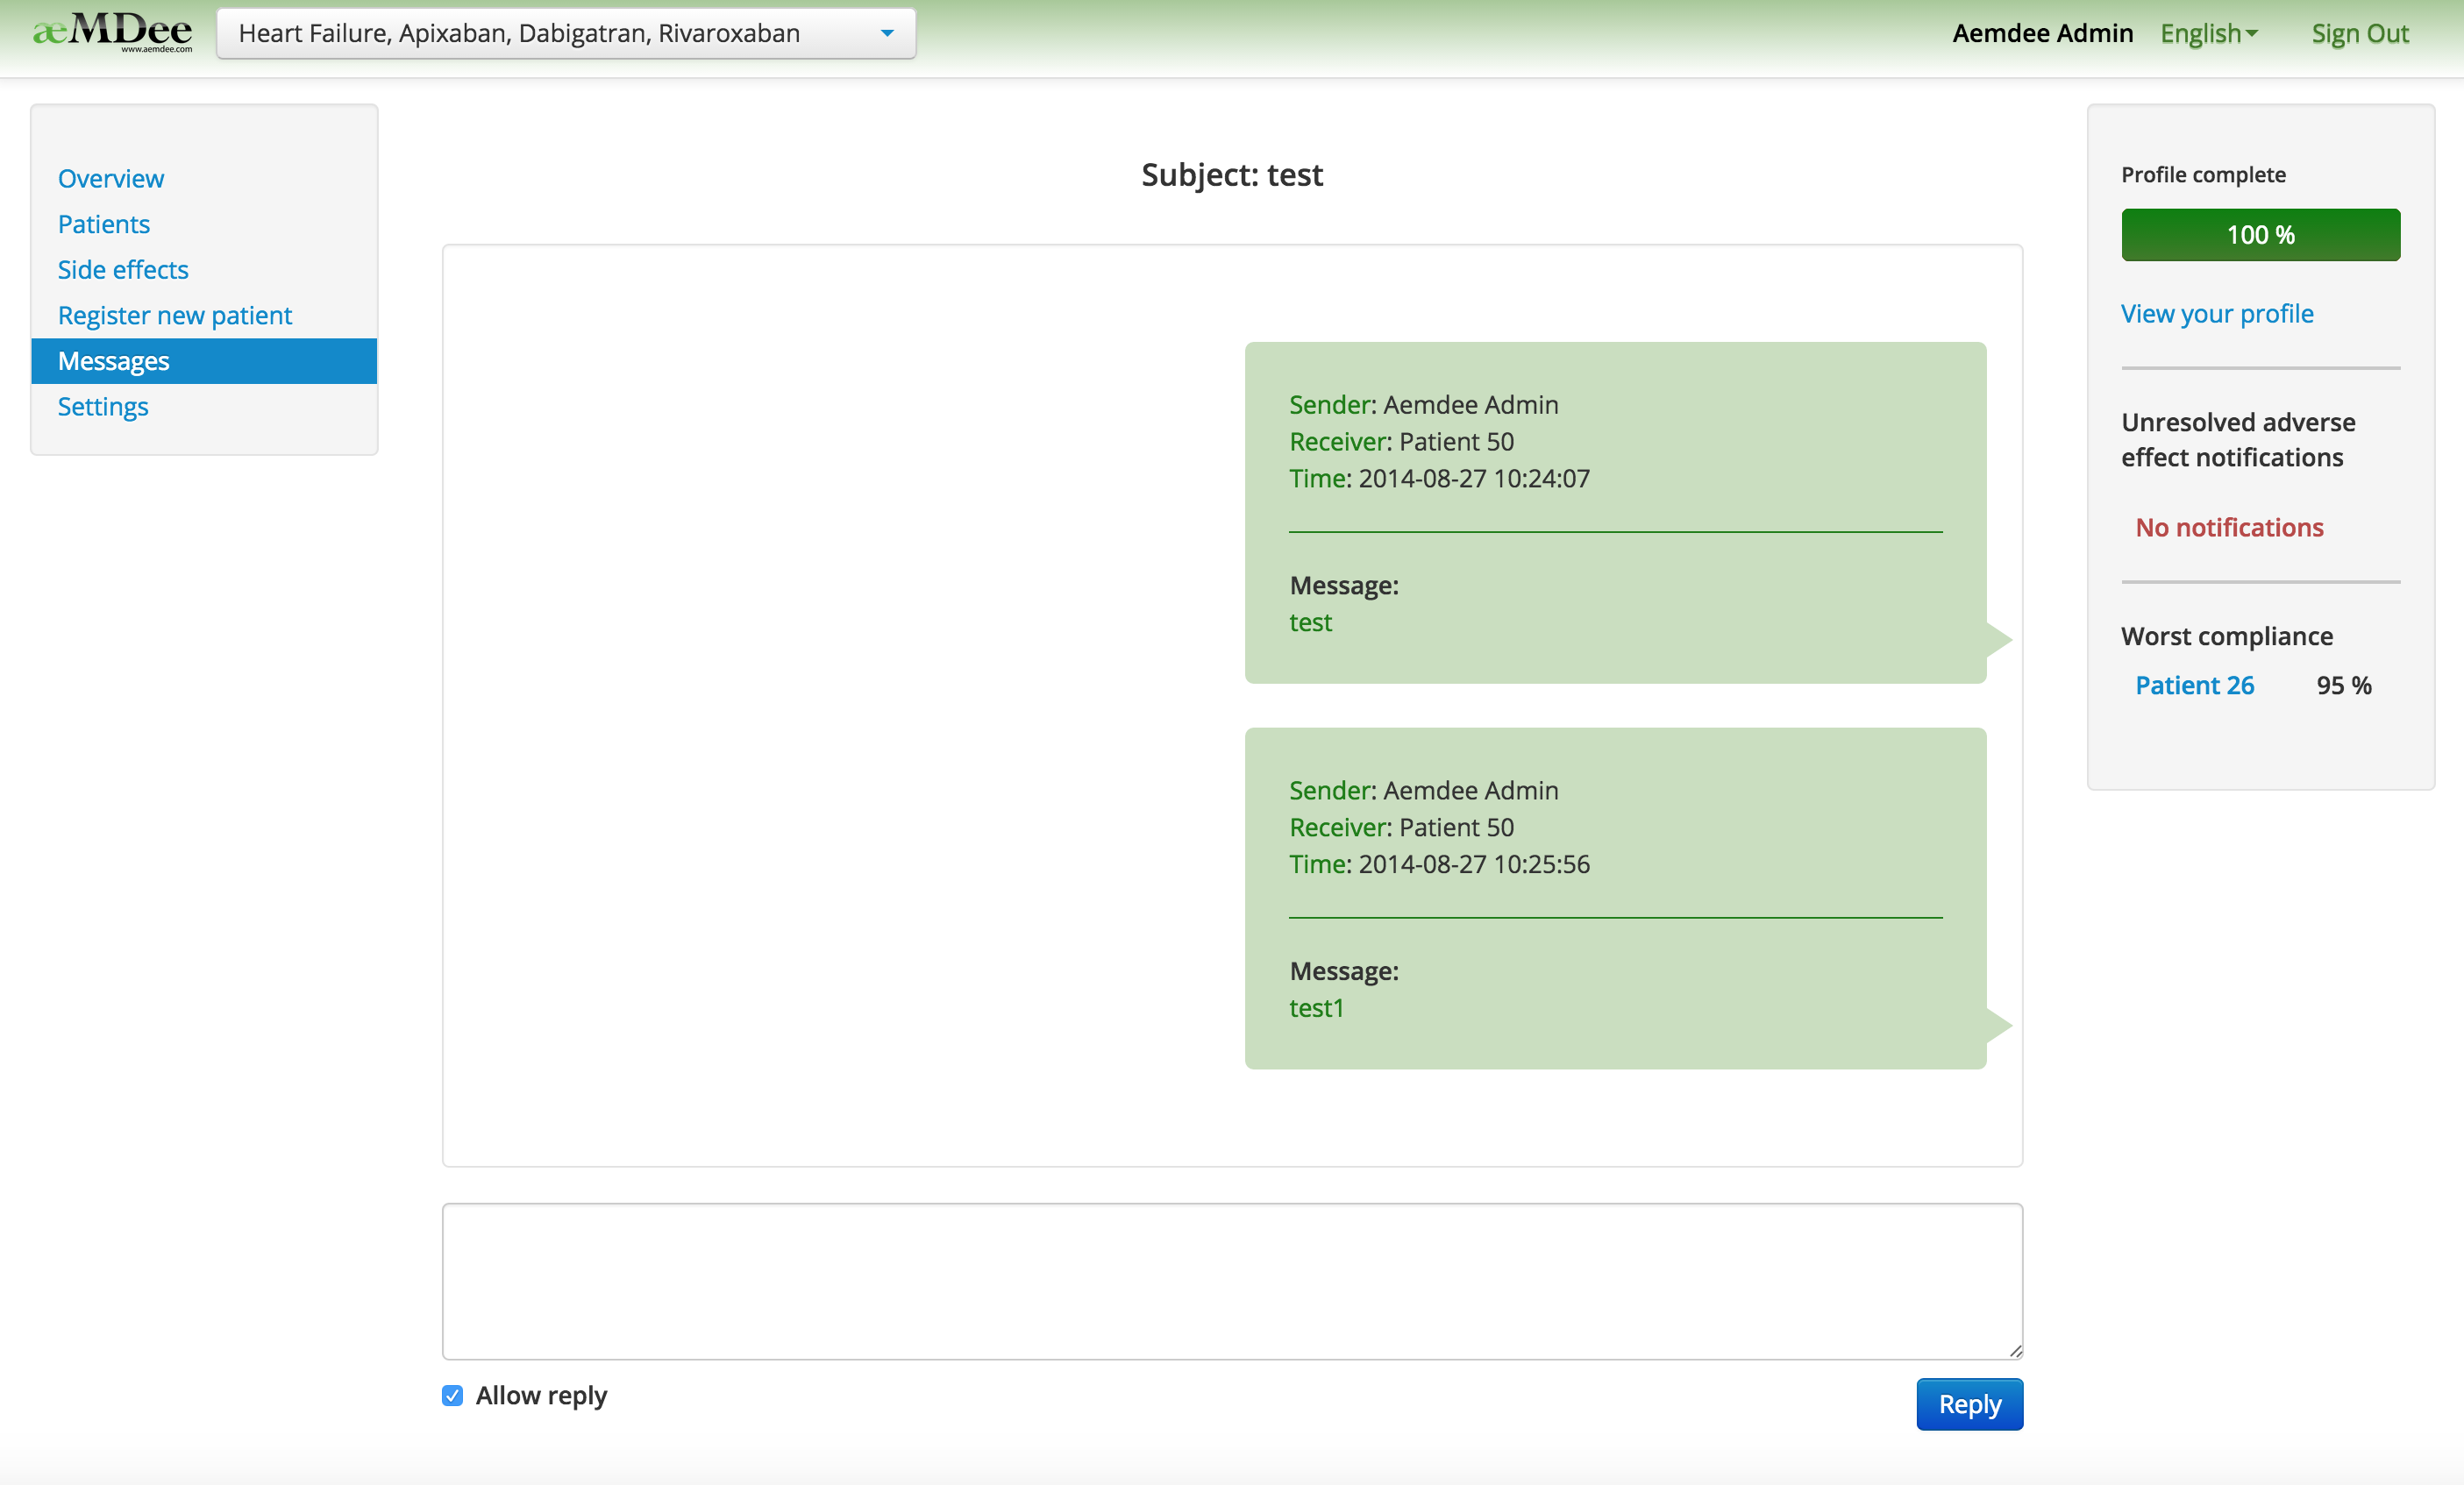 æMDee
www.aemdee.com
Heart Failure, Apixaban, Dabigatran, Rivaroxaban
Aemdee Admin
English
Sign Out
Overview
Patients
Side effects
Register new patient
Messages
Settings
Subject: test
Sender: Aemdee Admin
Receiver: Patient 50
Time: 2014-08-27 10:24:07
Message:
test
Sender: Aemdee Admin
Receiver: Patient 50
Time: 2014-08-27 10:25:56
Message:
test1
Allow reply
Reply
Profile complete
100 %
View your profile
Unresolved adverse
effect notifications
No notifications
Worst compliance
Patient 26 95 %